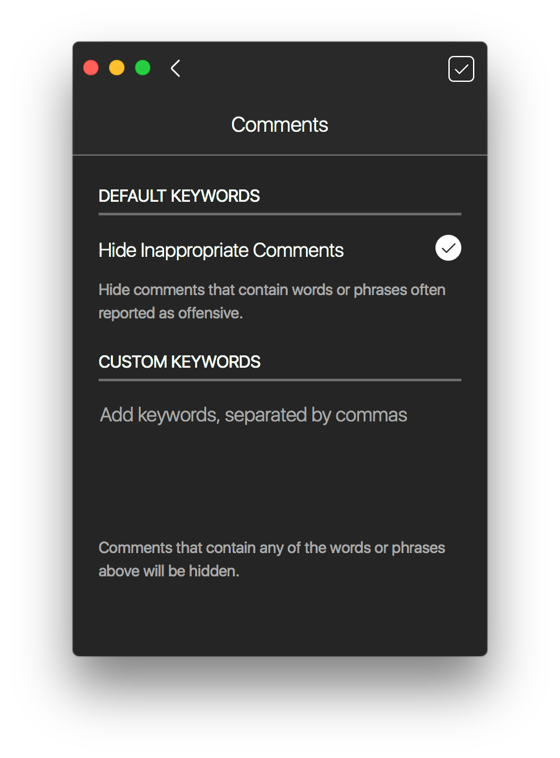 Comments
DEFAULT KEYWORDS
Hide Inappropriate Comments
Hide comments that contain words or phrases often
reported as offensive.
CUSTOM KEYWORDS
Add keywords, separated by commas
Comments that contain any of the words or phrases
above will be hidden.